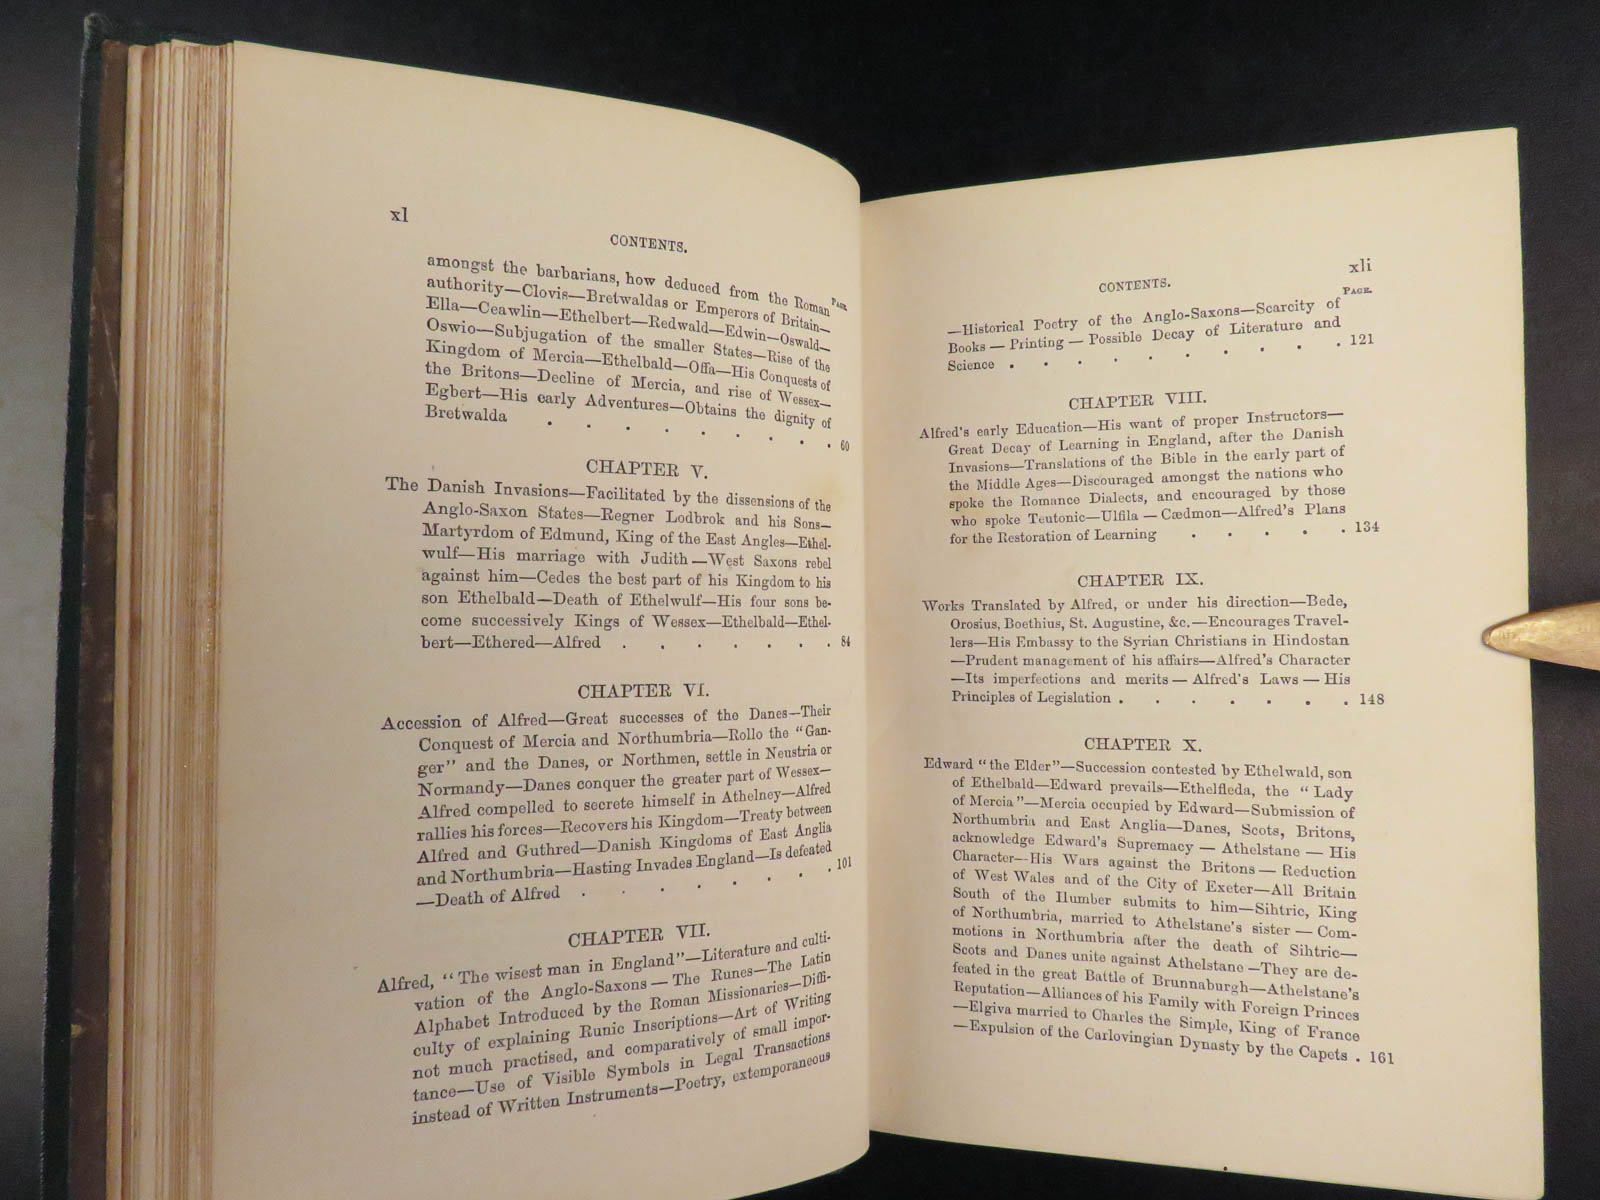 xl
CONTENTS.
PAGE.
amongst the barbarians, how deduced from the Roman
authority—Clovis—Bretwaldas or Emperors of Britain—
Ella—Ceawlin—Ethelbert—Redwald—Edwin—Oswald—
Oswio—Subjugation of the smaller States—Rise of the
Kingdom of Mercia—Ethelbald—Offa—His Conquests of
the Britons—Decline of Mercia, and rise of Wessex—
Egbert—His early Adventures—Obtains the dignity of
Bretwalda . . . . . . . . 60
CHAPTER V.
The Danish Invasions—Facilitated by the dissensions of the
Anglo-Saxon States—Regner Lodbrok and his Sons—
Martyrdom of Edmund, King of the East Angles—Ethel-
wulf—His marriage with Judith—West Saxons rebel
against him—Cedes the best part of his Kingdom to his
son Ethelbald—Death of Ethelwulf—His four sons be-
come successively Kings of Wessex—Ethelbald—Ethel-
bert—Ethered—Alfred . . . . . . 84
CHAPTER VI.
Accession of Alfred—Great successes of the Danes—Their
Conquest of Mercia and Northumbria—Rollo the "Gan-
ger" and the Danes, or Northmen, settle in Neustria or
Normandy—Danes conquer the greater part of Wessex—
Alfred compelled to secrete himself in Athelney—Alfred
rallies his forces—Recovers his Kingdom—Treaty between
Alfred and Guthred—Danish Kingdoms of East Anglia
and Northumbria—Hasting Invades England—Is defeated
—Death of Alfred . . . . . . . 101
CHAPTER VII.
Alfred, "The wisest man in England"—Literature and culti-
vation of the Anglo-Saxons—The Runes—The Latin
Alphabet Introduced by the Roman Missionaries—Diffi-
culty of explaining Runic Inscriptions—Art of Writing
not much practised, and comparatively of small impor-
tance—Use of Visible Symbols in Legal Transactions
instead of Written Instruments—Poetry, extemporaneous
xli
CONTENTS.
PAGE.
—Historical Poetry of the Anglo-Saxons—Scarcity of
Books — Printing — Possible Decay of Literature and
Science . . . . . . . . . . 121
CHAPTER VIII.
Alfred's early Education—His want of proper Instructors—
Great Decay of Learning in England, after the Danish
Invasions—Translations of the Bible in the early part of
the Middle Ages—Discouraged amongst the nations who
spoke the Romance Dialects, and encouraged by those
who spoke Teutonic—Ulfila — Cædmon—Alfred's Plans
for the Restoration of Learning . . . . . 134
CHAPTER IX.
Works Translated by Alfred, or under his direction—Bede,
Orosius, Boethius, St. Augustine, &c.—Encourages Travel-
lers—His Embassy to the Syrian Christians in Hindostan
—Prudent management of his affairs—Alfred's Character
—Its imperfections and merits — Alfred's Laws — His
Principles of Legislation . . . . . . . 148
CHAPTER X.
Edward "the Elder"—Succession contested by Ethelwald, son
of Ethelbald—Edward prevails—Ethelfleda, the "Lady
of Mercia"—Mercia occupied by Edward—Submission of
Northumbria and East Anglia—Danes, Scots, Britons,
acknowledge Edward's Supremacy — Athelstane — His
Character—His Wars against the Britons — Reduction
of West Wales and of the City of Exeter—All Britain
South of the Humber submits to him—Sihtric, King
of Northumbria, married to Athelstane's sister — Com-
motions in Northumbria after the death of Sihtric—
Scots and Danes unite against Athelstane—They are de-
feated in the great Battle of Brunnaburgh—Athelstane's
Reputation—Alliances of his Family with Foreign Princes
—Elgiva married to Charles the Simple, King of France
—Expulsion of the Carlovingian Dynasty by the Capets . 161